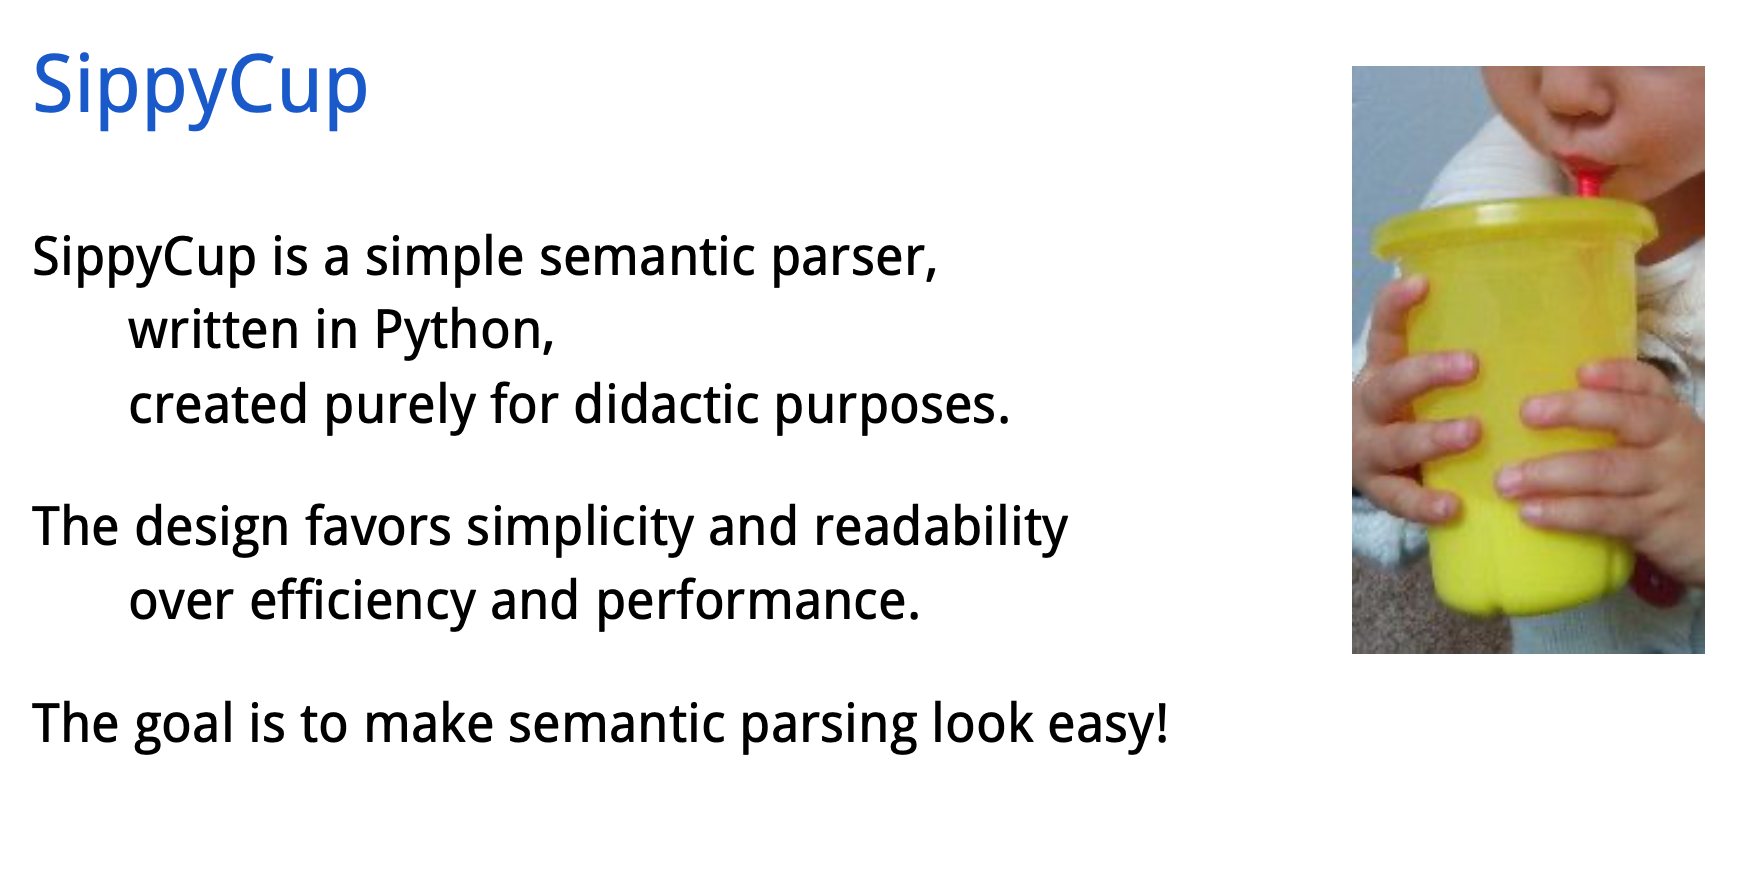 SippyCup
SippyCup is a simple semantic parser,
written in Python,
created purely for didactic purposes.
The design favors simplicity and readability
over efficiency and performance.
The goal is to make semantic parsing look easy!